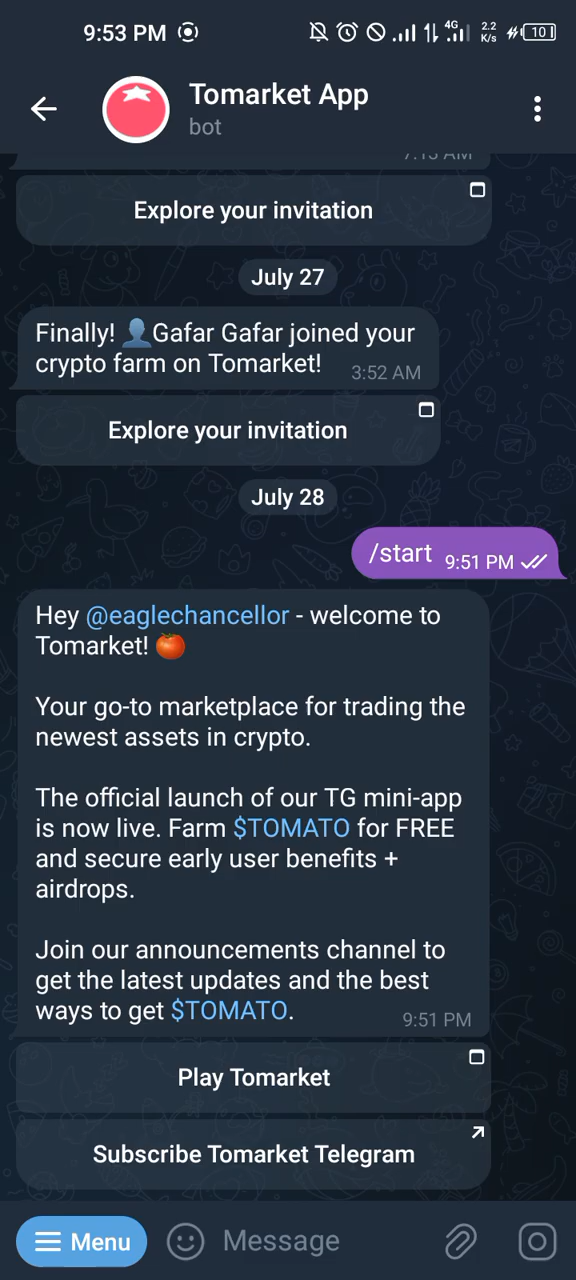 9:53 PM
4G
2.2
K/s
10
Tomarket App
bot
7:13 AM
Explore your invitation
July 27
Finally! 👤Gafar Gafar joined your
crypto farm on Tomarket!
3:52 AM
Explore your invitation
July 28
/start 9:51 PM
Hey @eaglechancellor - welcome to
Tomarket! 🍅
Your go-to marketplace for trading the
newest assets in crypto.
The official launch of our TG mini-app
is now live. Farm $TOMATO for FREE
and secure early user benefits +
airdrops.
Join our announcements channel to
get the latest updates and the best
ways to get $TOMATO.
9:51 PM
Play Tomarket
Subscribe Tomarket Telegram
Menu
Message